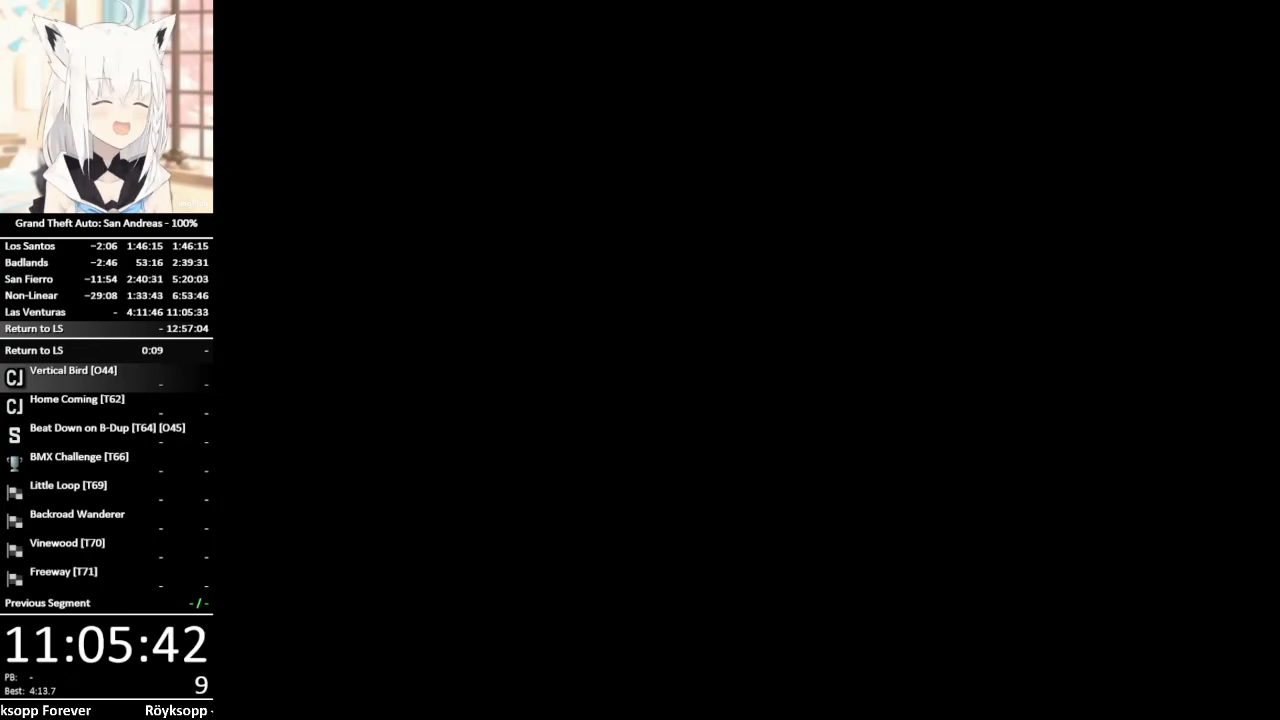 Grand Theft Auto: San Andreas - 100%
Los Santos −2:06 1:46:15 1:46:15
Badlands −2:46 53:16 2:39:31
San Fierro −11:54 2:40:31 5:20:03
Non-Linear −29:08 1:33:43 6:53:46
Las Venturas - 4:11:46 11:05:33
Return to LS - 12:57:04
Return to LS 0:09 -
CJ Vertical Bird [O44]
- -
CJ Home Coming [T62]
- -
S Beat Down on B-Dup [T64] [O45]
- -
BMX Challenge [T66]
- -
Little Loop [T69]
- -
Backroad Wanderer
- -
Vinewood [T70]
- -
Freeway [T71]
- -
Previous Segment - / -
11:05:42
PB: -
Best: 4:13.7
9
ksopp Forever Röyksopp -